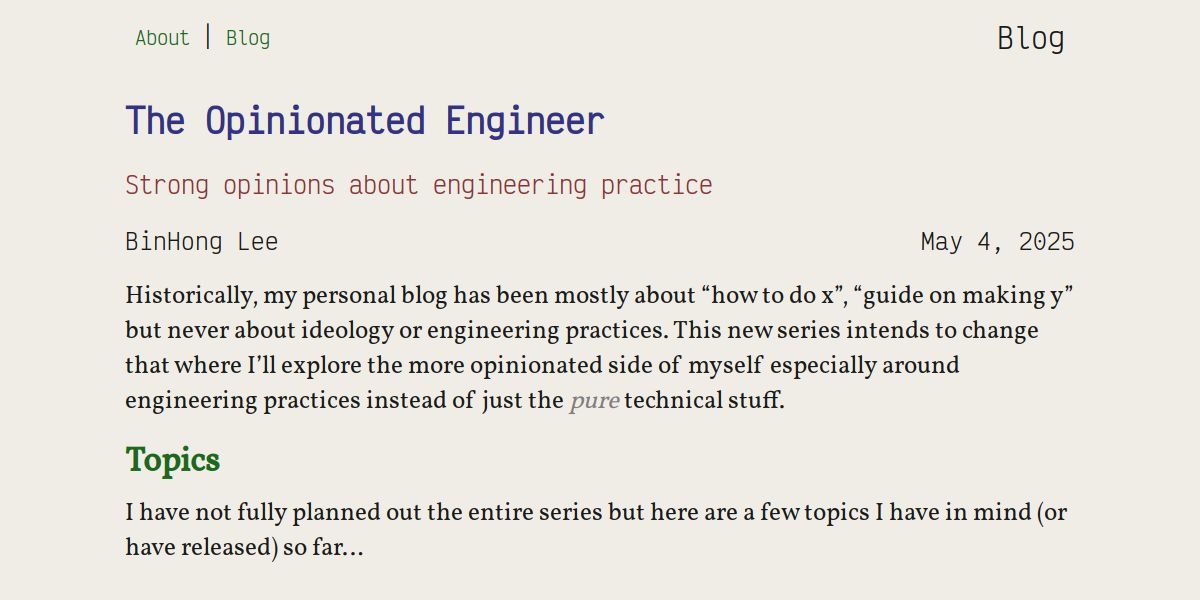 About | Blog
Blog
The Opinionated Engineer
Strong opinions about engineering practice
BinHong Lee
May 4, 2025
Historically, my personal blog has been mostly about “how to do x”, “guide on making y”
but never about ideology or engineering practices. This new series intends to change
that where I’ll explore the more opinionated side of myself especially around
engineering practices instead of just the pure technical stuff.
Topics
I have not fully planned out the entire series but here are a few topics I have in mind (or
have released) so far…